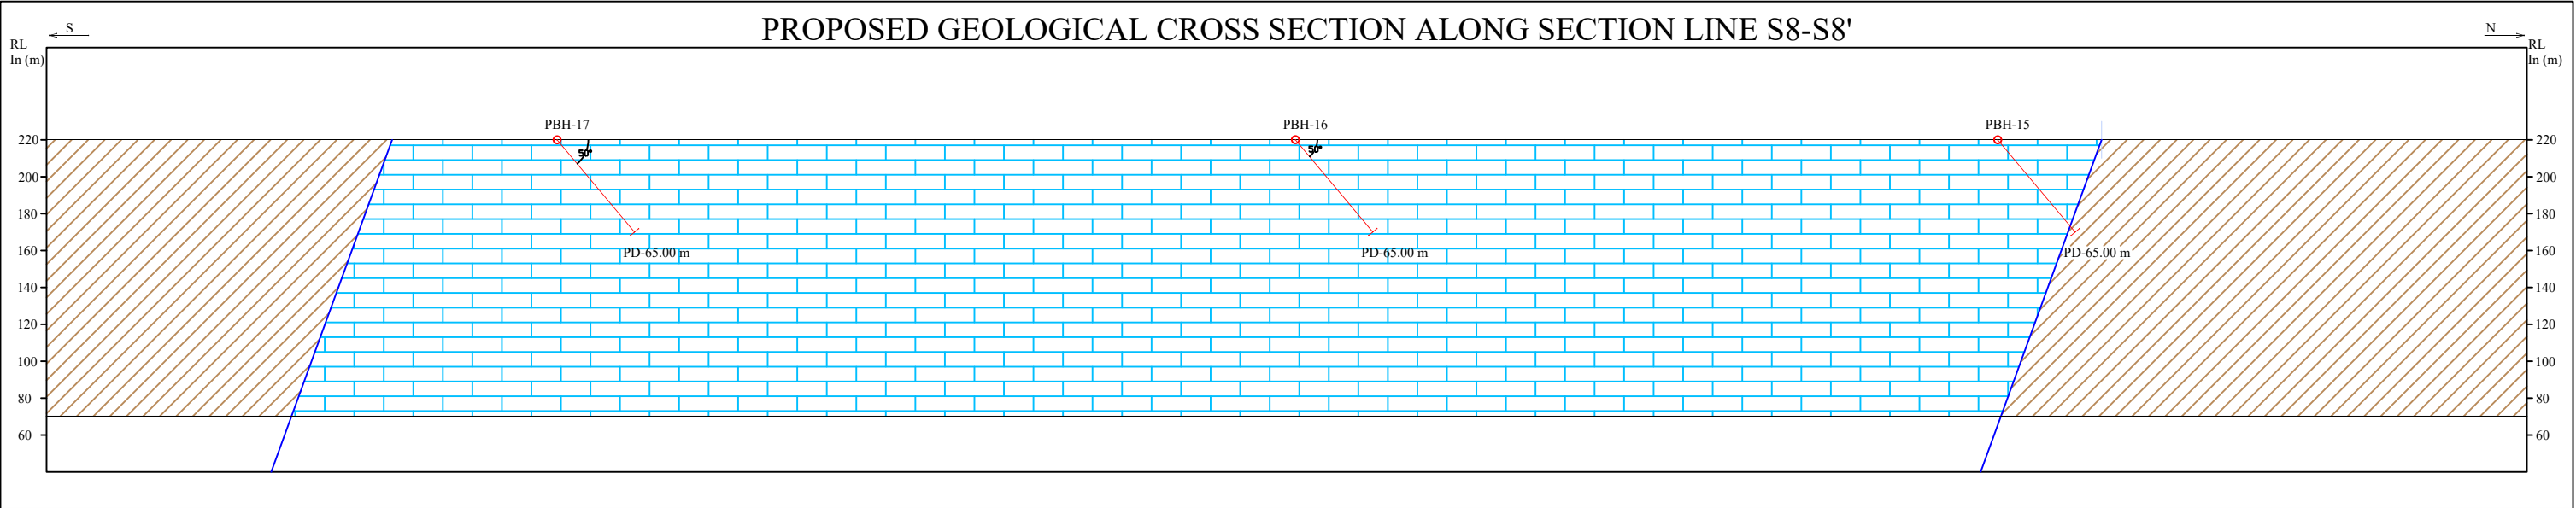 PROPOSED GEOLOGICAL CROSS SECTION ALONG SECTION LINE S8-S8'
S
N
RL
In (m)
RL
In (m)
PBH-17
PBH-16
PBH-15
50°
50°
PD-65.00 m
PD-65.00 m
PD-65.00 m
220
200
180
160
140
120
100
80
60
220
200
180
160
140
120
100
80
60